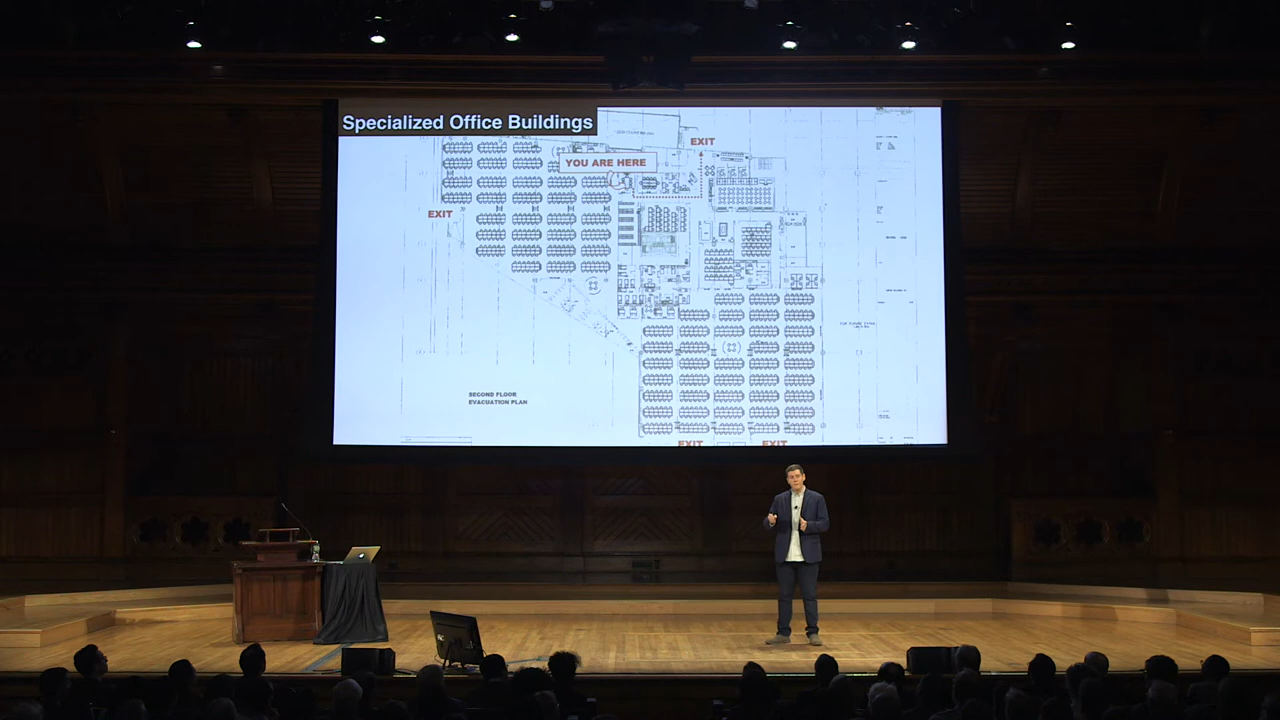 Specialized Office Buildings
EXIT
YOU ARE HERE
EXIT
SECOND FLOOR
EVACUATION PLAN
EXIT
EXIT